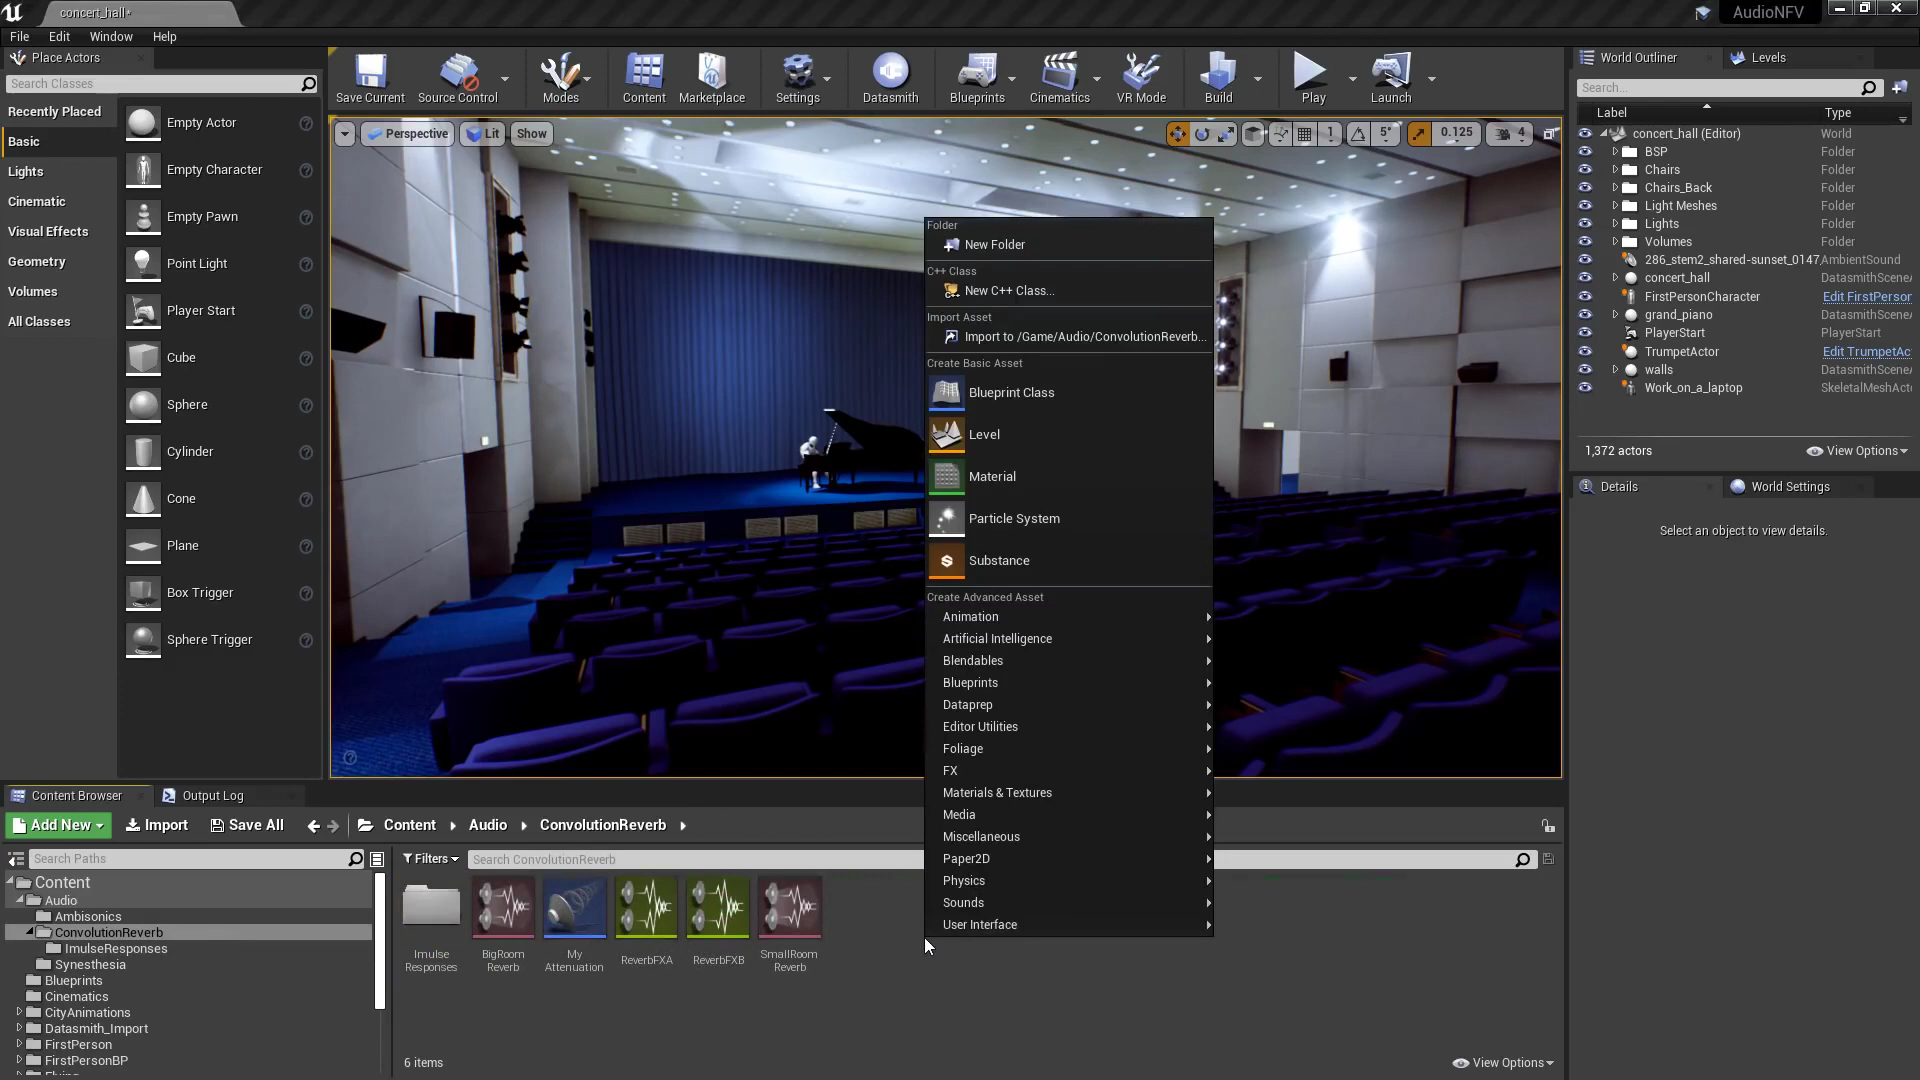 concert_hall*
AudioNFV
File Edit Window Help
Place Actors
Search Classes
Recently Placed
Basic
Lights
Cinematic
Visual Effects
Geometry
Volumes
All Classes
Empty Actor
Empty Character
Empty Pawn
Point Light
Player Start
Cube
Sphere
Cylinder
Cone
Plane
Box Trigger
Sphere Trigger
Save Current
Source Control
Modes
Content
Marketplace
Settings
Datasmith
Blueprints
Cinematics
VR Mode
Build
Play
Launch
Perspective Lit Show
1 5° 0.125 4
Folder
New Folder
C++ Class
New C++ Class...
Import Asset
Import to /Game/Audio/ConvolutionReverb...
Create Basic Asset
Blueprint Class
Level
Material
Particle System
Substance
Create Advanced Asset
Animation
Artificial Intelligence
Blendables
Blueprints
Dataprep
Editor Utilities
Foliage
FX
Materials & Textures
Media
Miscellaneous
Paper2D
Physics
Sounds
User Interface
World Outliner Levels
Search...
Label Type
concert_hall (Editor) World
BSP Folder
Chairs Folder
Chairs_Back Folder
Light Meshes Folder
Lights Folder
Volumes Folder
286_stem2_shared-sunset_0147 AmbientSound
concert_hall DatasmithScene
FirstPersonCharacter Edit FirstPerson
grand_piano DatasmithScene
PlayerStart PlayerStart
TrumpetActor Edit TrumpetAc
walls DatasmithScene
Work_on_a_laptop SkeletalMeshAct
1,372 actors View Options
Details World Settings
Select an object to view details.
Content Browser Output Log
Add New Import Save All Content Audio ConvolutionReverb
Search Paths
Filters Search ConvolutionReverb
Content
Audio
Ambisonics
ConvolutionReverb
ImulseResponses
Synesthesia
Blueprints
Cinematics
CityAnimations
Datasmith_Import
FirstPerson
FirstPersonBP
Imulse Responses
BigRoom Reverb
My Attenuation
ReverbFXA
ReverbFXB
SmallRoom Reverb
6 items
View Options